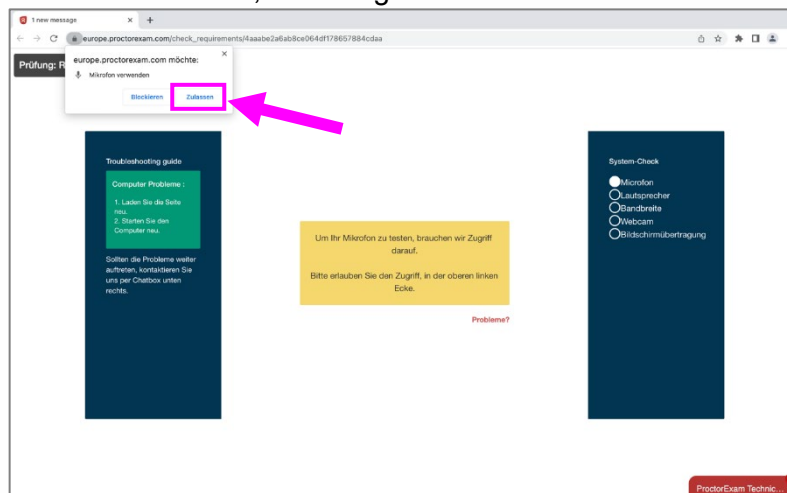 1 new message
europe.proctorexam.com/check_requirements/4aaabe2a6ab8ce064df178657884cdaa
Prüfung: R
europe.proctorexam.com möchte:
Mikrofon verwenden
Blockieren Zulassen
Troubleshooting guide
Computer Probleme :
1. Laden Sie die Seite
neu.
2. Starten Sie den
Computer neu.
Sollten die Probleme weiter
auftreten, kontaktieren Sie
uns per Chatbox unten
rechts.
Um Ihr Mikrofon zu testen, brauchen wir Zugriff
darauf.
Bitte erlauben Sie den Zugriff, in der oberen linken
Ecke.
Probleme?
System-Check
Microfon
Lautsprecher
Bandbreite
Webcam
Bildschirmübertragung
ProctorExam Technic...